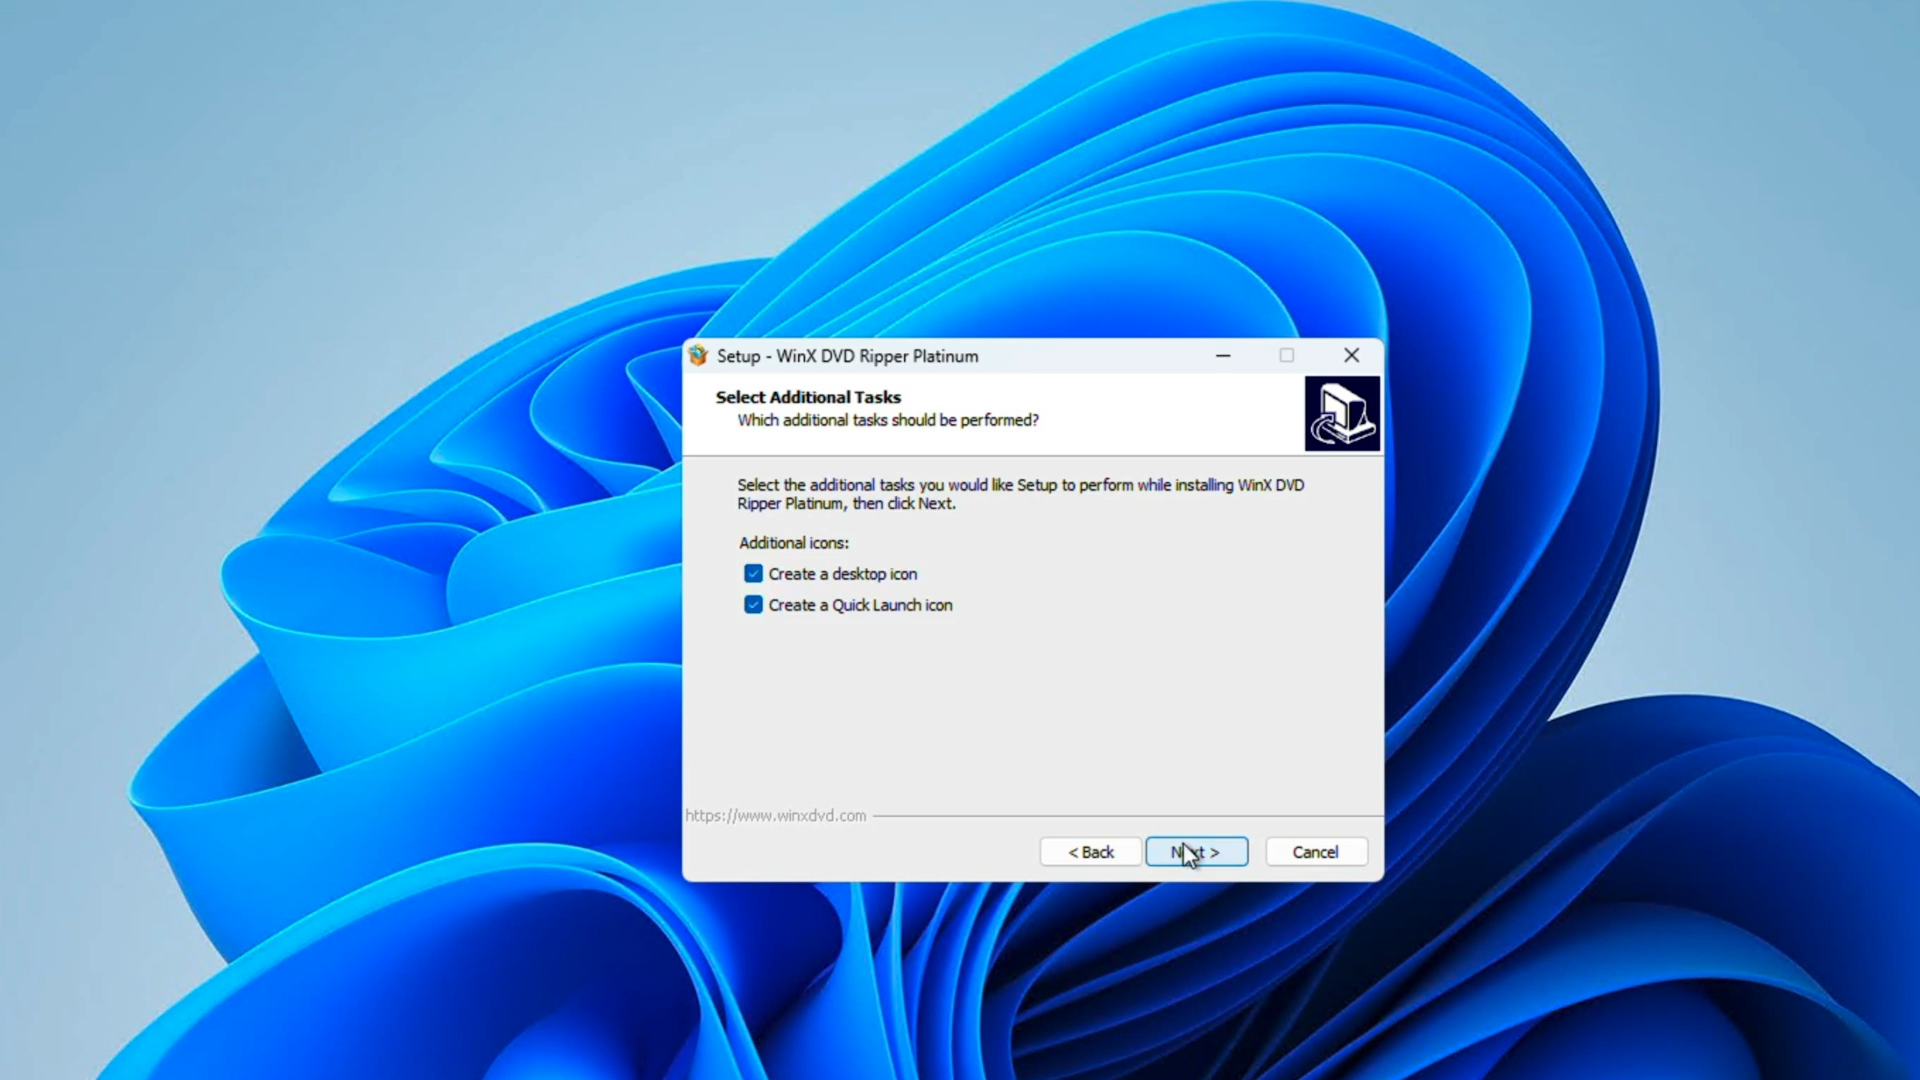 Setup - WinX DVD Ripper Platinum
Select Additional Tasks
Which additional tasks should be performed?
Select the additional tasks you would like Setup to perform while installing WinX DVD
Ripper Platinum, then click Next.
Additional icons:
Create a desktop icon
Create a Quick Launch icon
https://www.winxdvd.com
< Back
Next >
Cancel